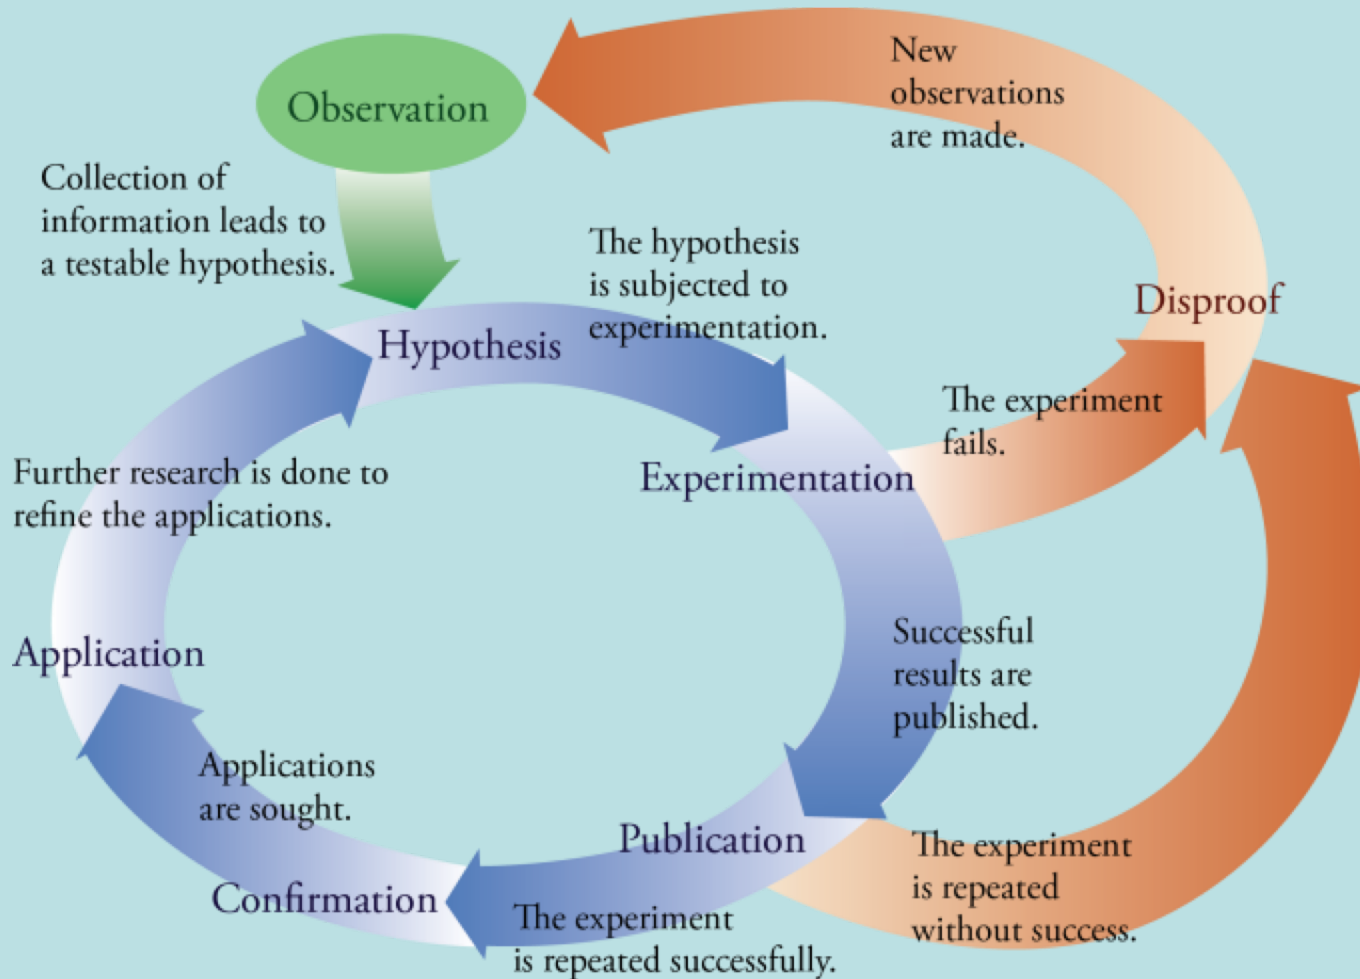 Observation
Collection of
information leads to
a testable hypothesis.
Hypothesis
The hypothesis
is subjected to
experimentation.
Experimentation
The experiment
fails.
Disproof
New
observations
are made.
Successful
results are
published.
Publication
The experiment
is repeated
without success.
The experiment
is repeated successfully.
Confirmation
Applications
are sought.
Application
Further research is done to
refine the applications.